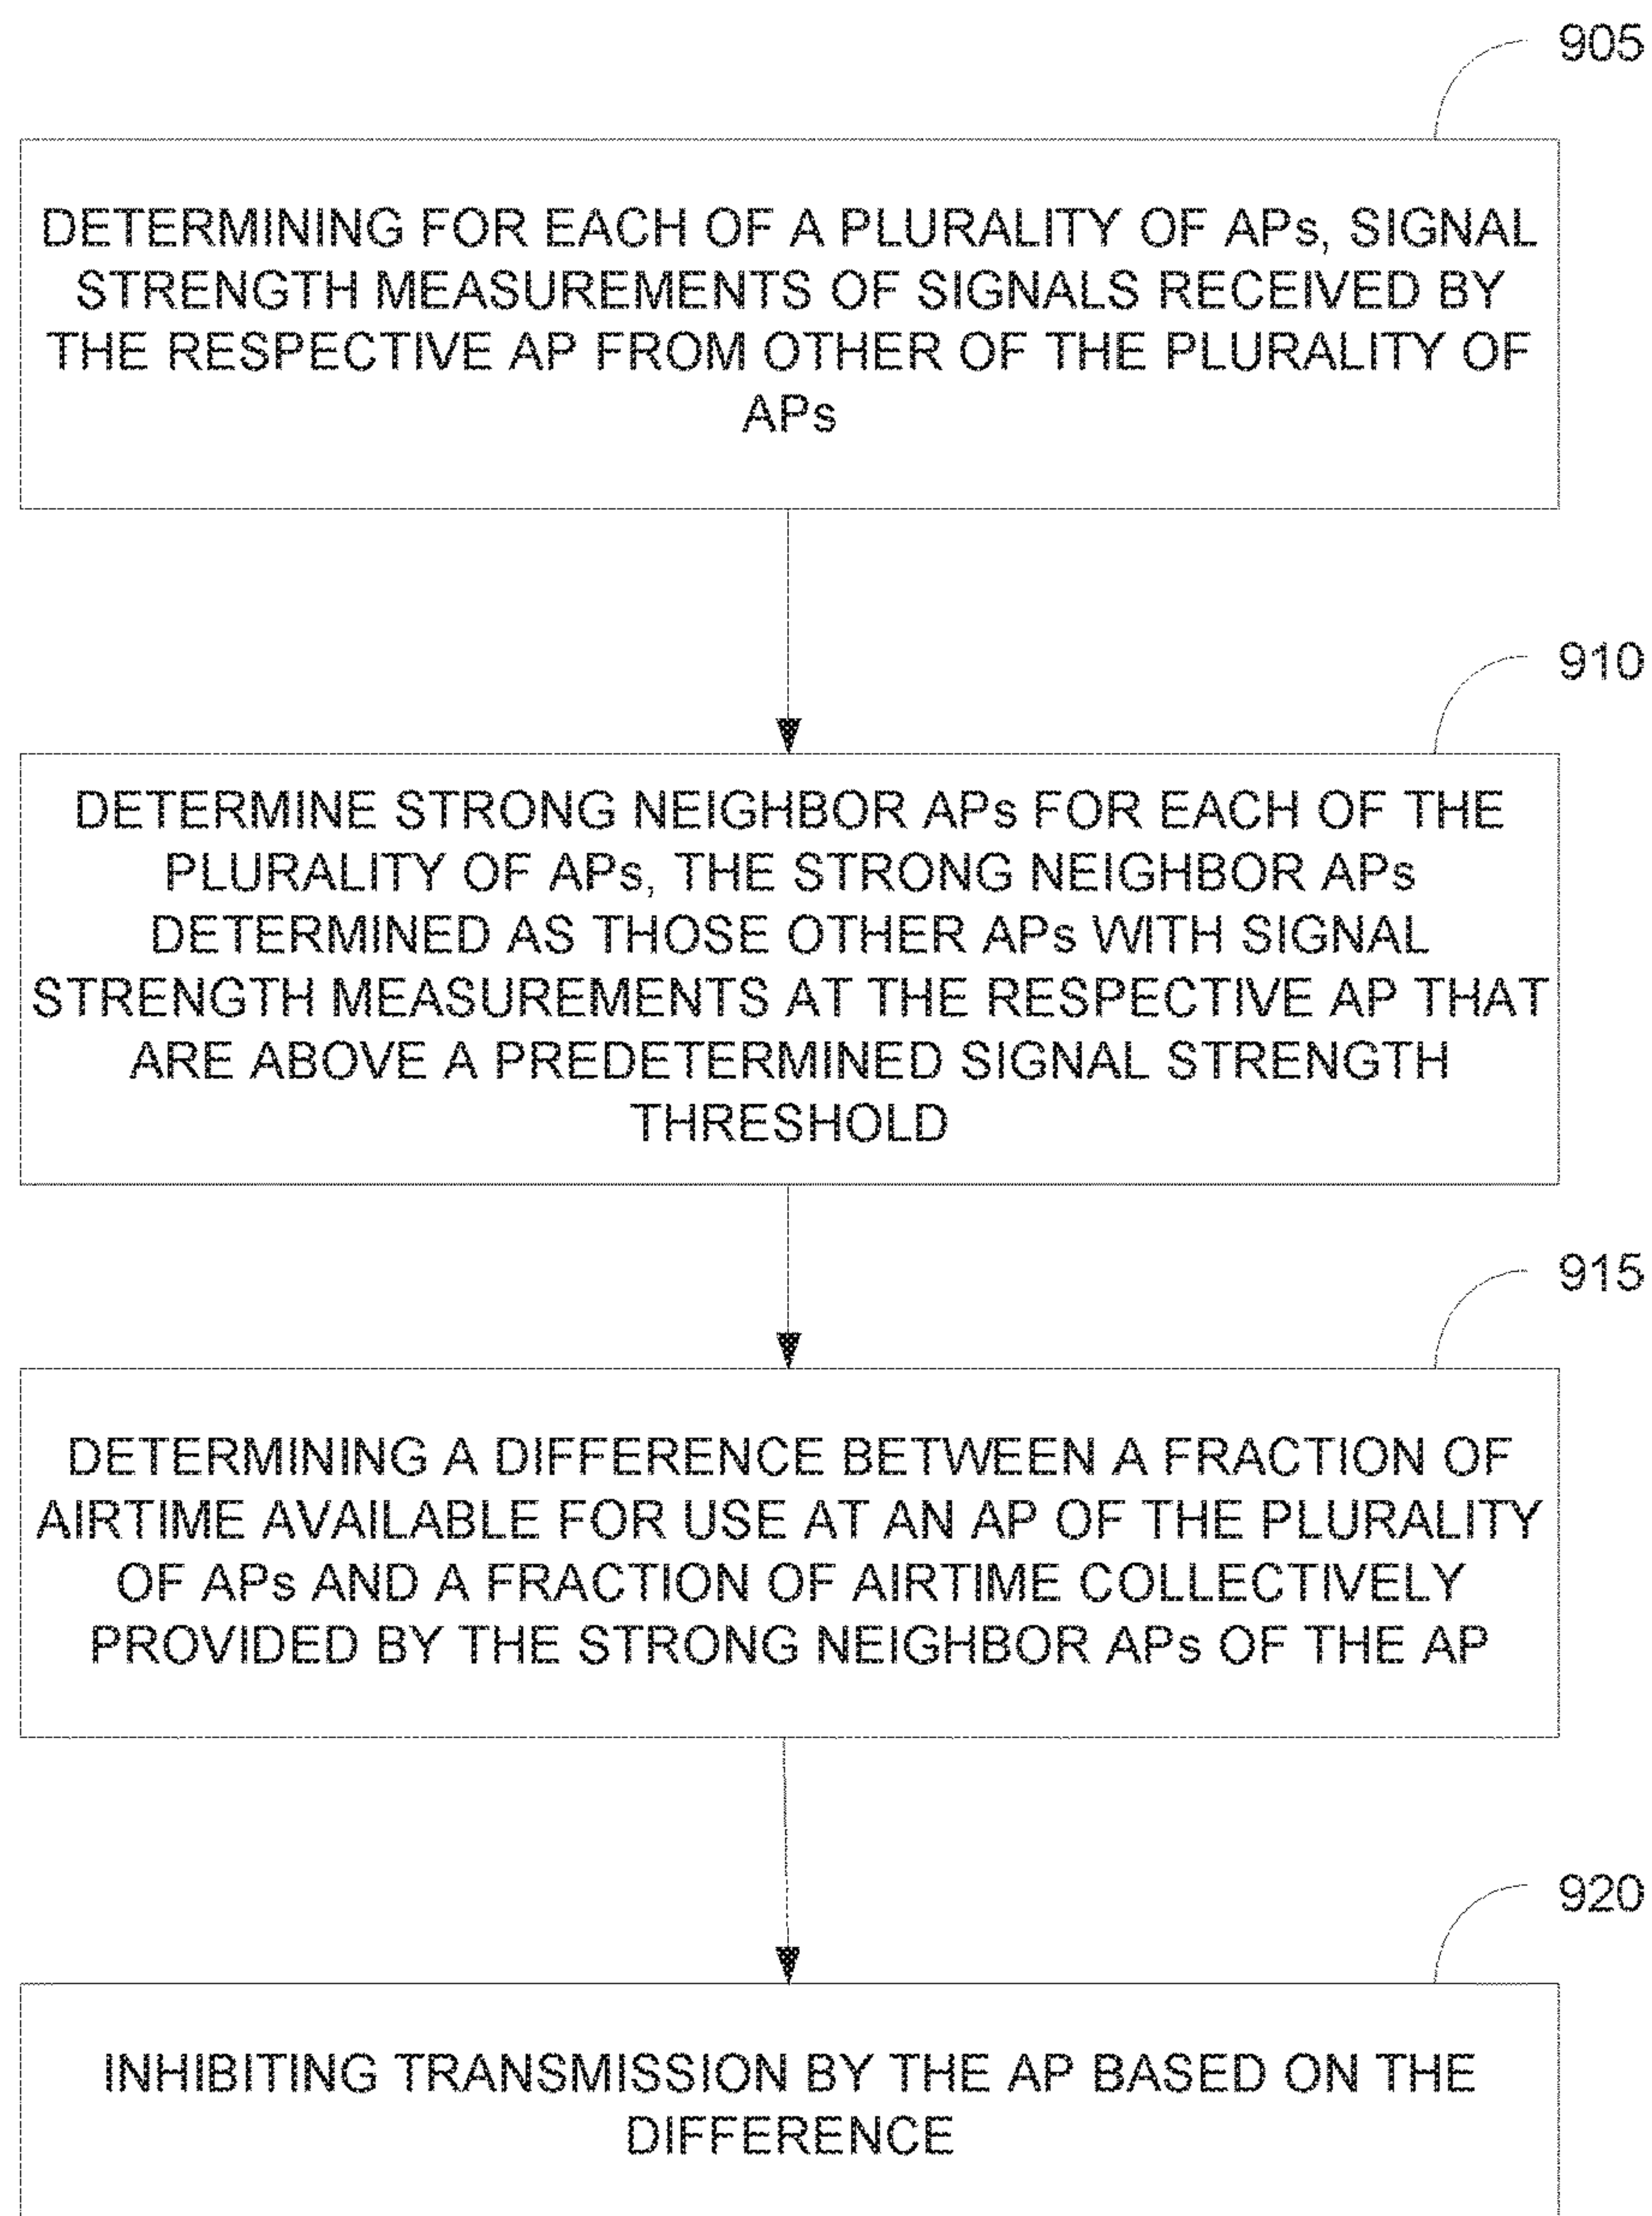 905
DETERMINING FOR EACH OF A PLURALITY OF APs, SIGNAL
STRENGTH MEASUREMENTS OF SIGNALS RECEIVED BY
THE RESPECTIVE AP FROM OTHER OF THE PLURALITY OF
APs
910
DETERMINE STRONG NEIGHBOR APs FOR EACH OF THE
PLURALITY OF APs, THE STRONG NEIGHBOR APs
DETERMINED AS THOSE OTHER APs WITH SIGNAL
STRENGTH MEASUREMENTS AT THE RESPECTIVE AP THAT
ARE ABOVE A PREDETERMINED SIGNAL STRENGTH
THRESHOLD
915
DETERMINING A DIFFERENCE BETWEEN A FRACTION OF
AIRTIME AVAILABLE FOR USE AT AN AP OF THE PLURALITY
OF APs AND A FRACTION OF AIRTIME COLLECTIVELY
PROVIDED BY THE STRONG NEIGHBOR APs OF THE AP
920
INHIBITING TRANSMISSION BY THE AP BASED ON THE
DIFFERENCE